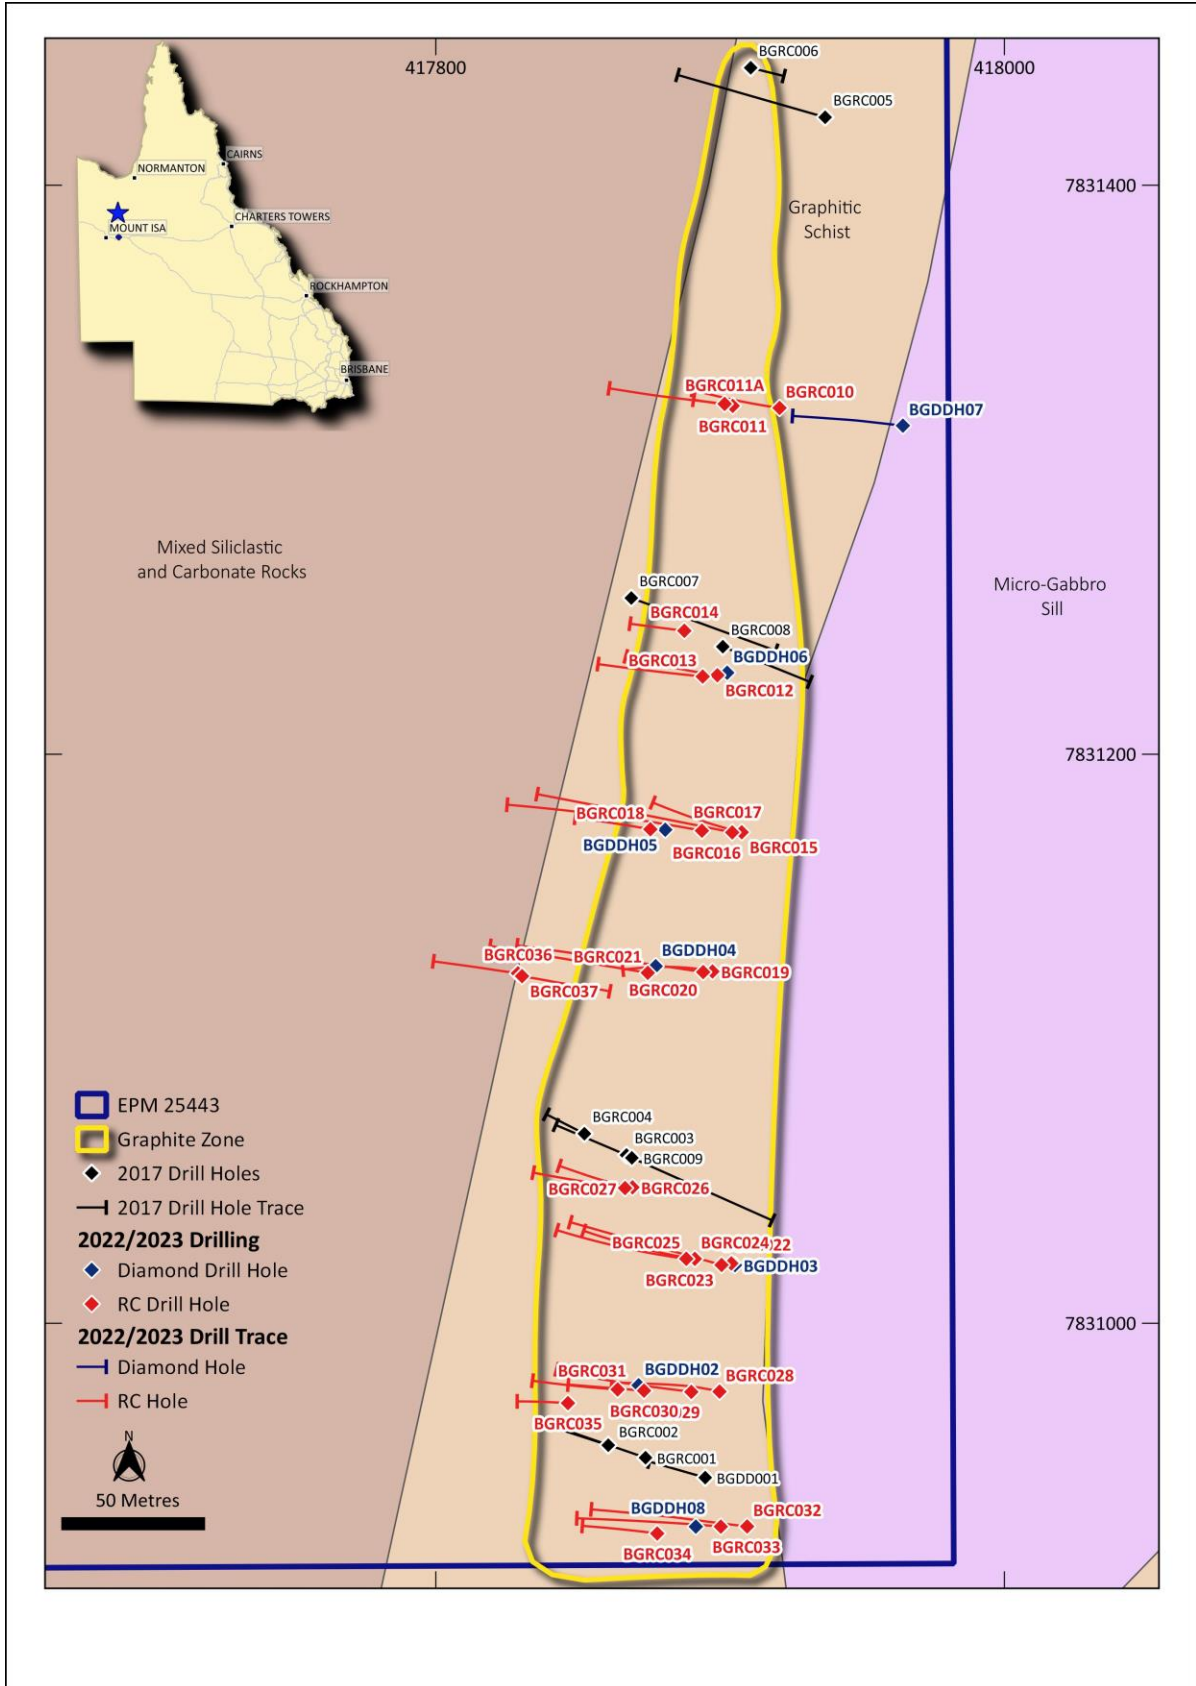 417800
418000
BGRC006
BGRC005
7831400
CAIRNS
NORMANTON
CHARTERS TOWERS
MOUNT ISA
ROCKHAMPTON
BRISBANE
Graphitic
Schist
BGRC011A
BGRC010
BGRC011
BGDDH07
Mixed Siliclastic
and Carbonate Rocks
Micro-Gabbro
Sill
BGRC007
BGRC014
BGRC008
BGRC013
BGDDH06
BGRC012
7831200
BGRC018
BGRC017
BGDDH05
BGRC016
BGRC015
BGRC036
BGRC021
BGDDH04
BGRC019
BGRC037
BGRC020
BGRC004
BGRC003
BGRC009
BGRC027
BGRC026
BGRC025
BGRC024
22
BGRC023
BGDDH03
7831000
BGRC031
BGDDH02
BGRC028
BGRC030
29
BGRC035
BGRC002
BGRC001
BGDD001
BGDDH08
BGRC032
BGRC033
BGRC034
EPM 25443
Graphite Zone
2017 Drill Holes
2017 Drill Hole Trace
2022/2023 Drilling
Diamond Drill Hole
RC Drill Hole
2022/2023 Drill Trace
Diamond Hole
RC Hole
N
50 Metres